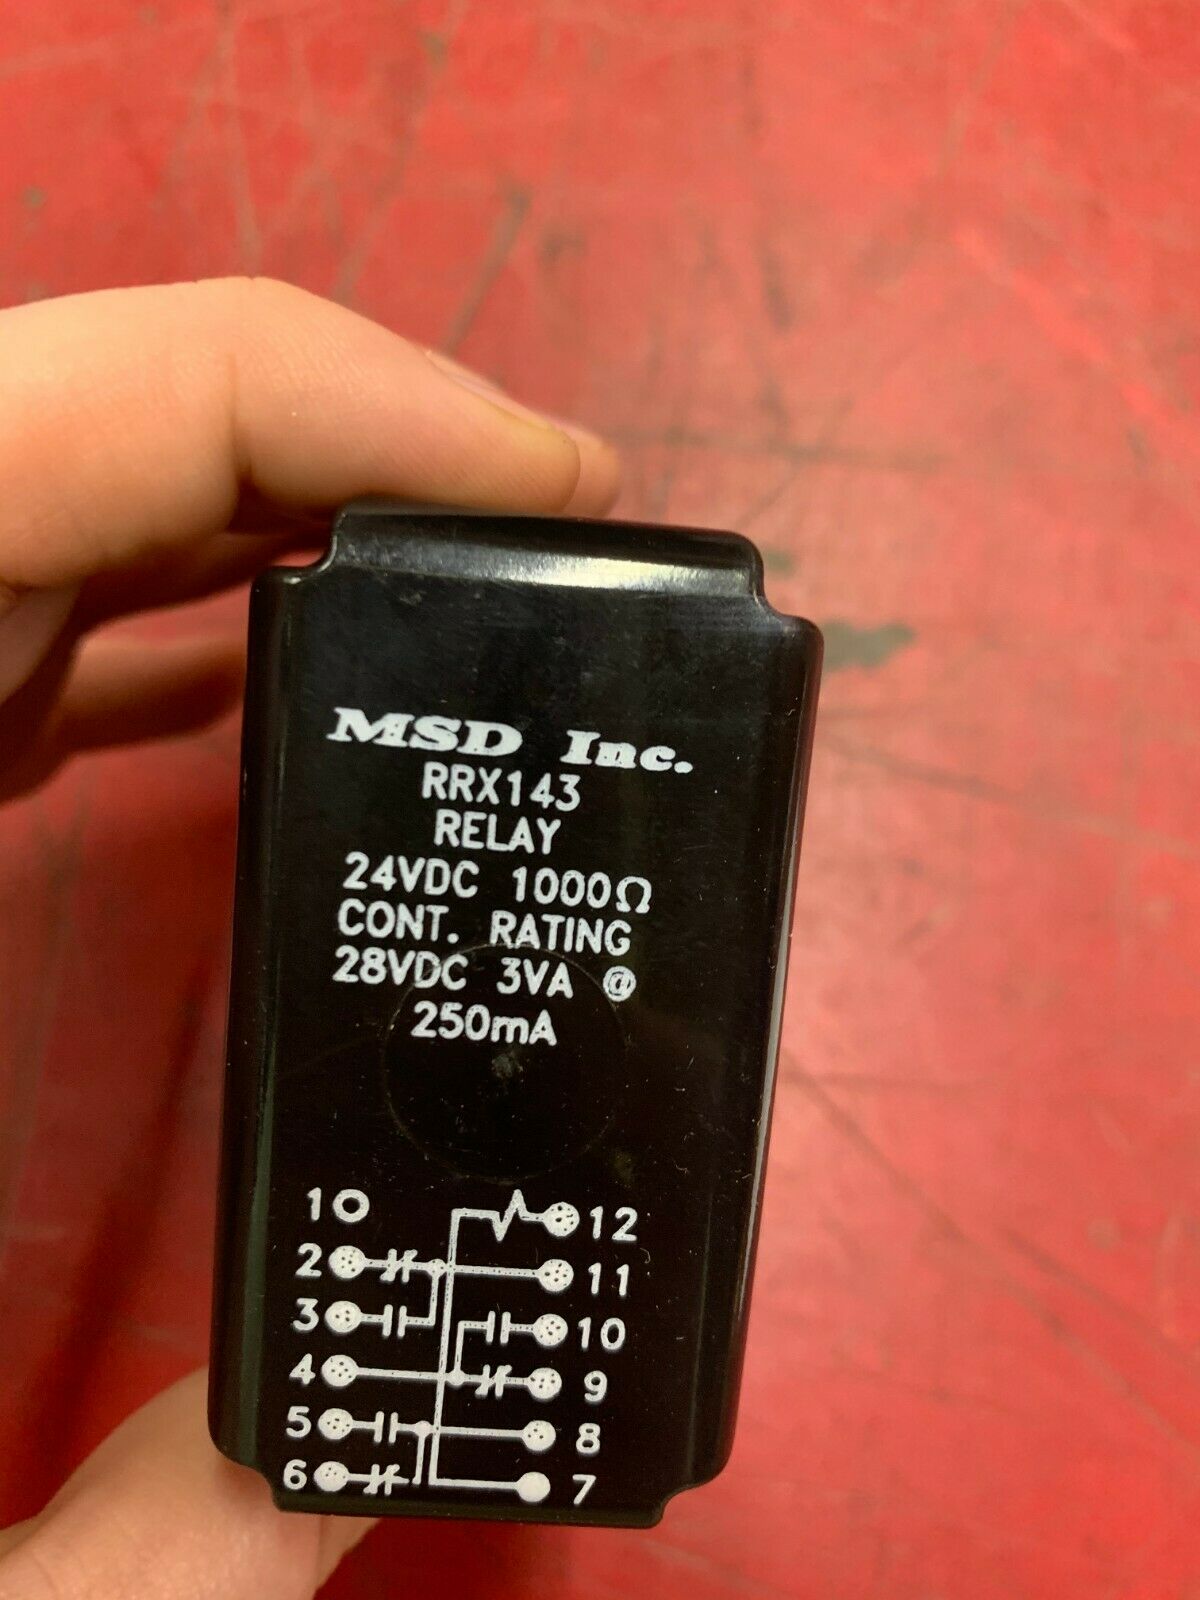 MSD Inc.
RRX143
RELAY
24VDC 1000Ω
CONT. RATING
28VDC 3VA @
250mA
1 12
2 11
3 10
4 9
5 8
6 7